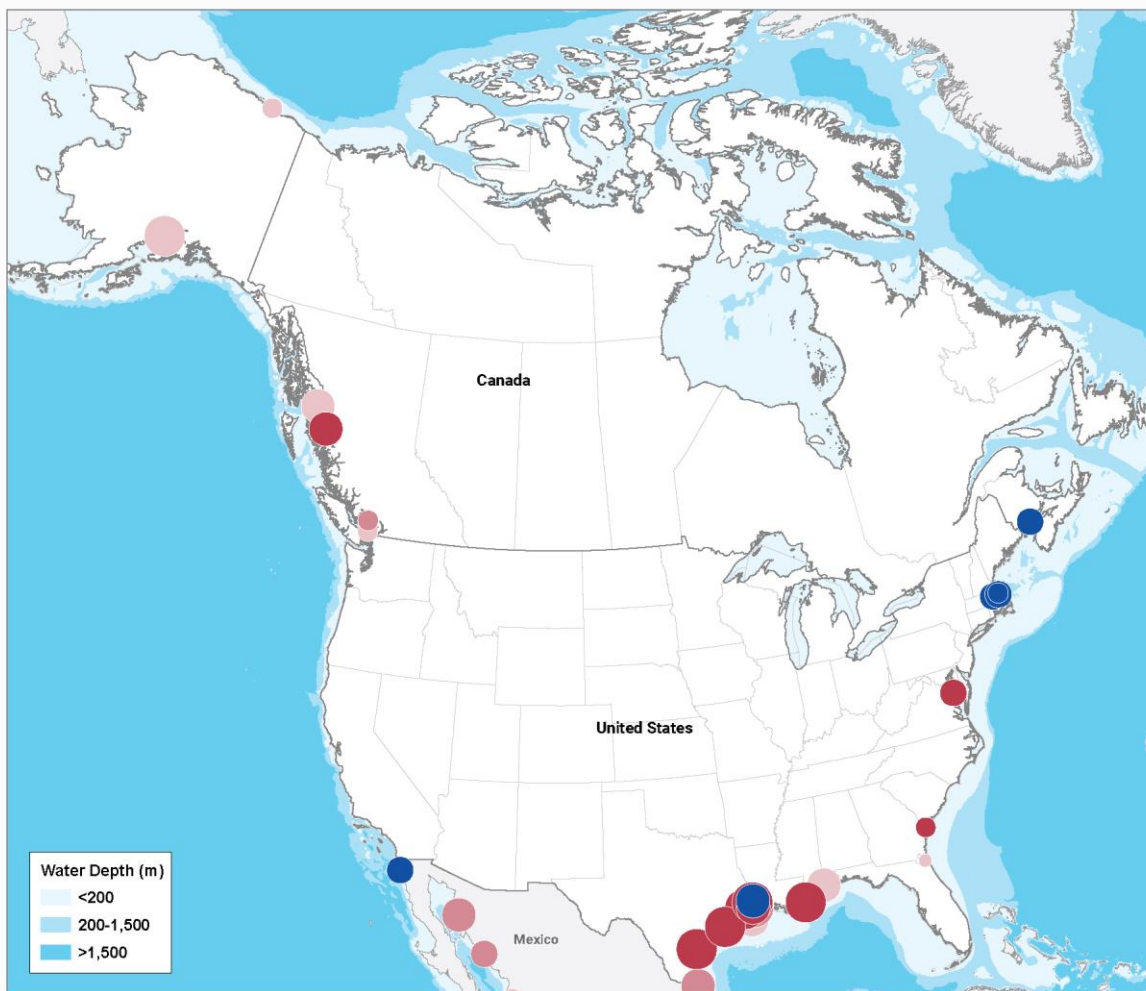 Canada
United States
Mexico
Water Depth (m)
<200
200-1,500
>1,500